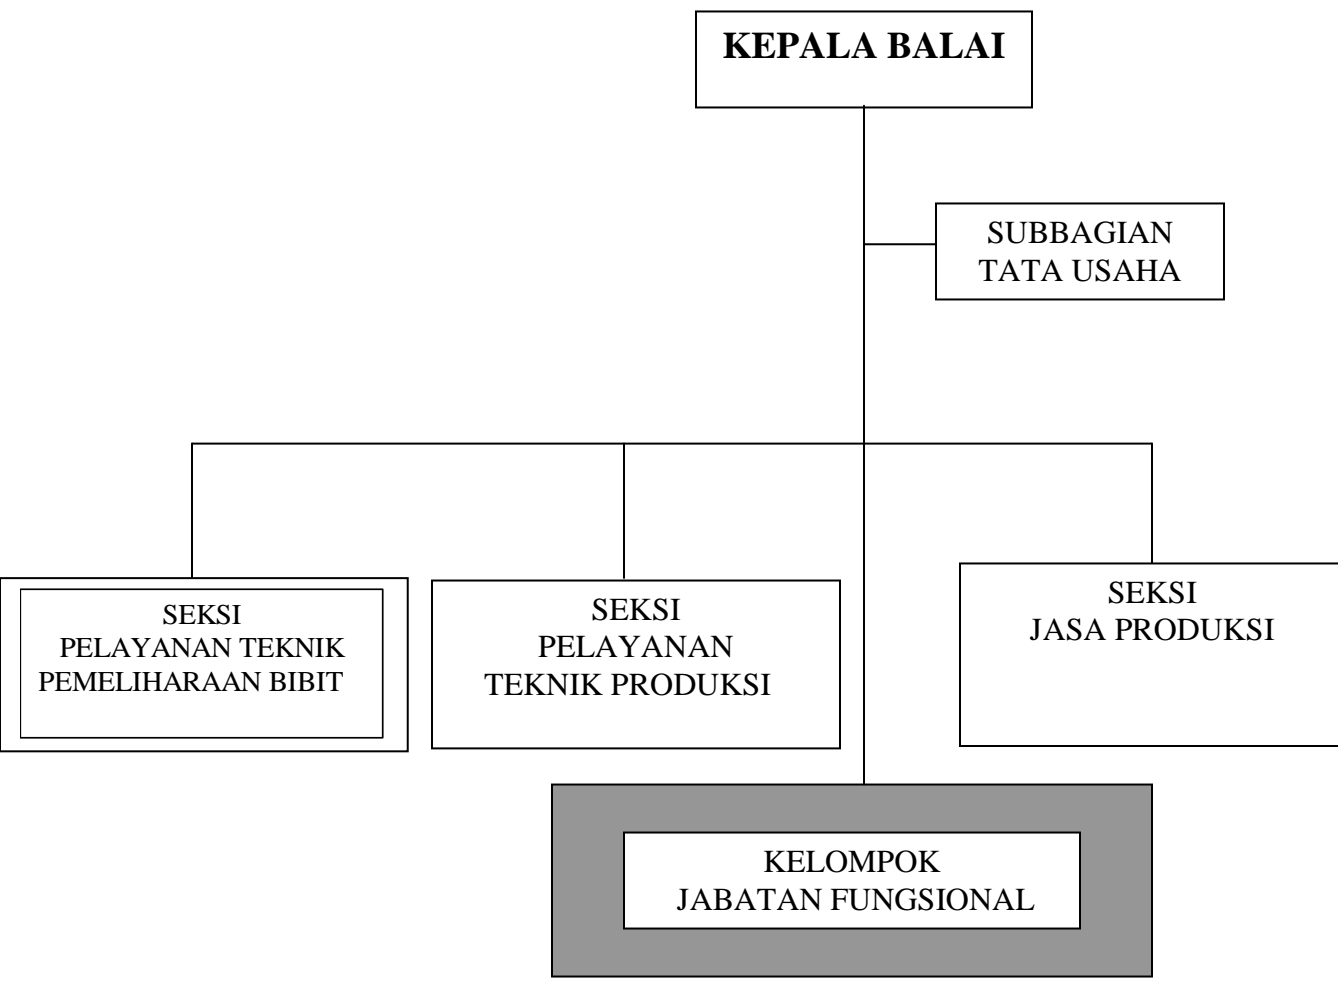 KEPALA BALAI
SUBBAGIAN
TATA USAHA
SEKSI
PELAYANAN TEKNIK
PEMELIHARAAN BIBIT
SEKSI
PELAYANAN
TEKNIK PRODUKSI
SEKSI
JASA PRODUKSI
KELOMPOK
JABATAN FUNGSIONAL